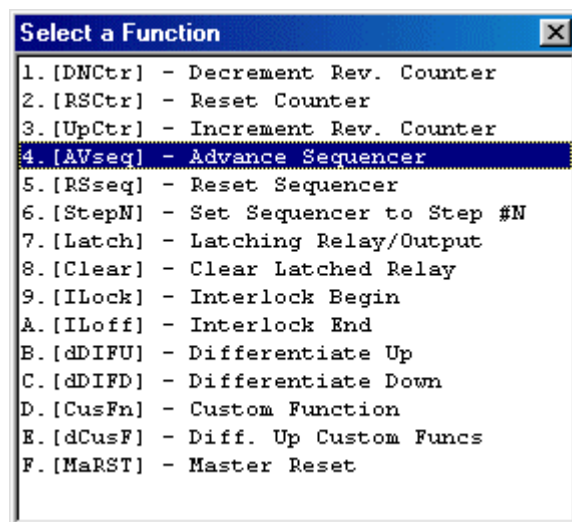 Select a Function
1.[DNCtr] - Decrement Rev. Counter
2.[RSCtr] - Reset Counter
3.[UpCtr] - Increment Rev. Counter
4.[AVseq] - Advance Sequencer
5.[RSseq] - Reset Sequencer
6.[StepN] - Set Sequencer to Step #N
7.[Latch] - Latching Relay/Output
8.[Clear] - Clear Latched Relay
9.[ILock] - Interlock Begin
A.[ILoff] - Interlock End
B.[dDIFU] - Differentiate Up
C.[dDIFD] - Differentiate Down
D.[CusFn] - Custom Function
E.[dCusF] - Diff. Up Custom Funcs
F.[MaRST] - Master Reset